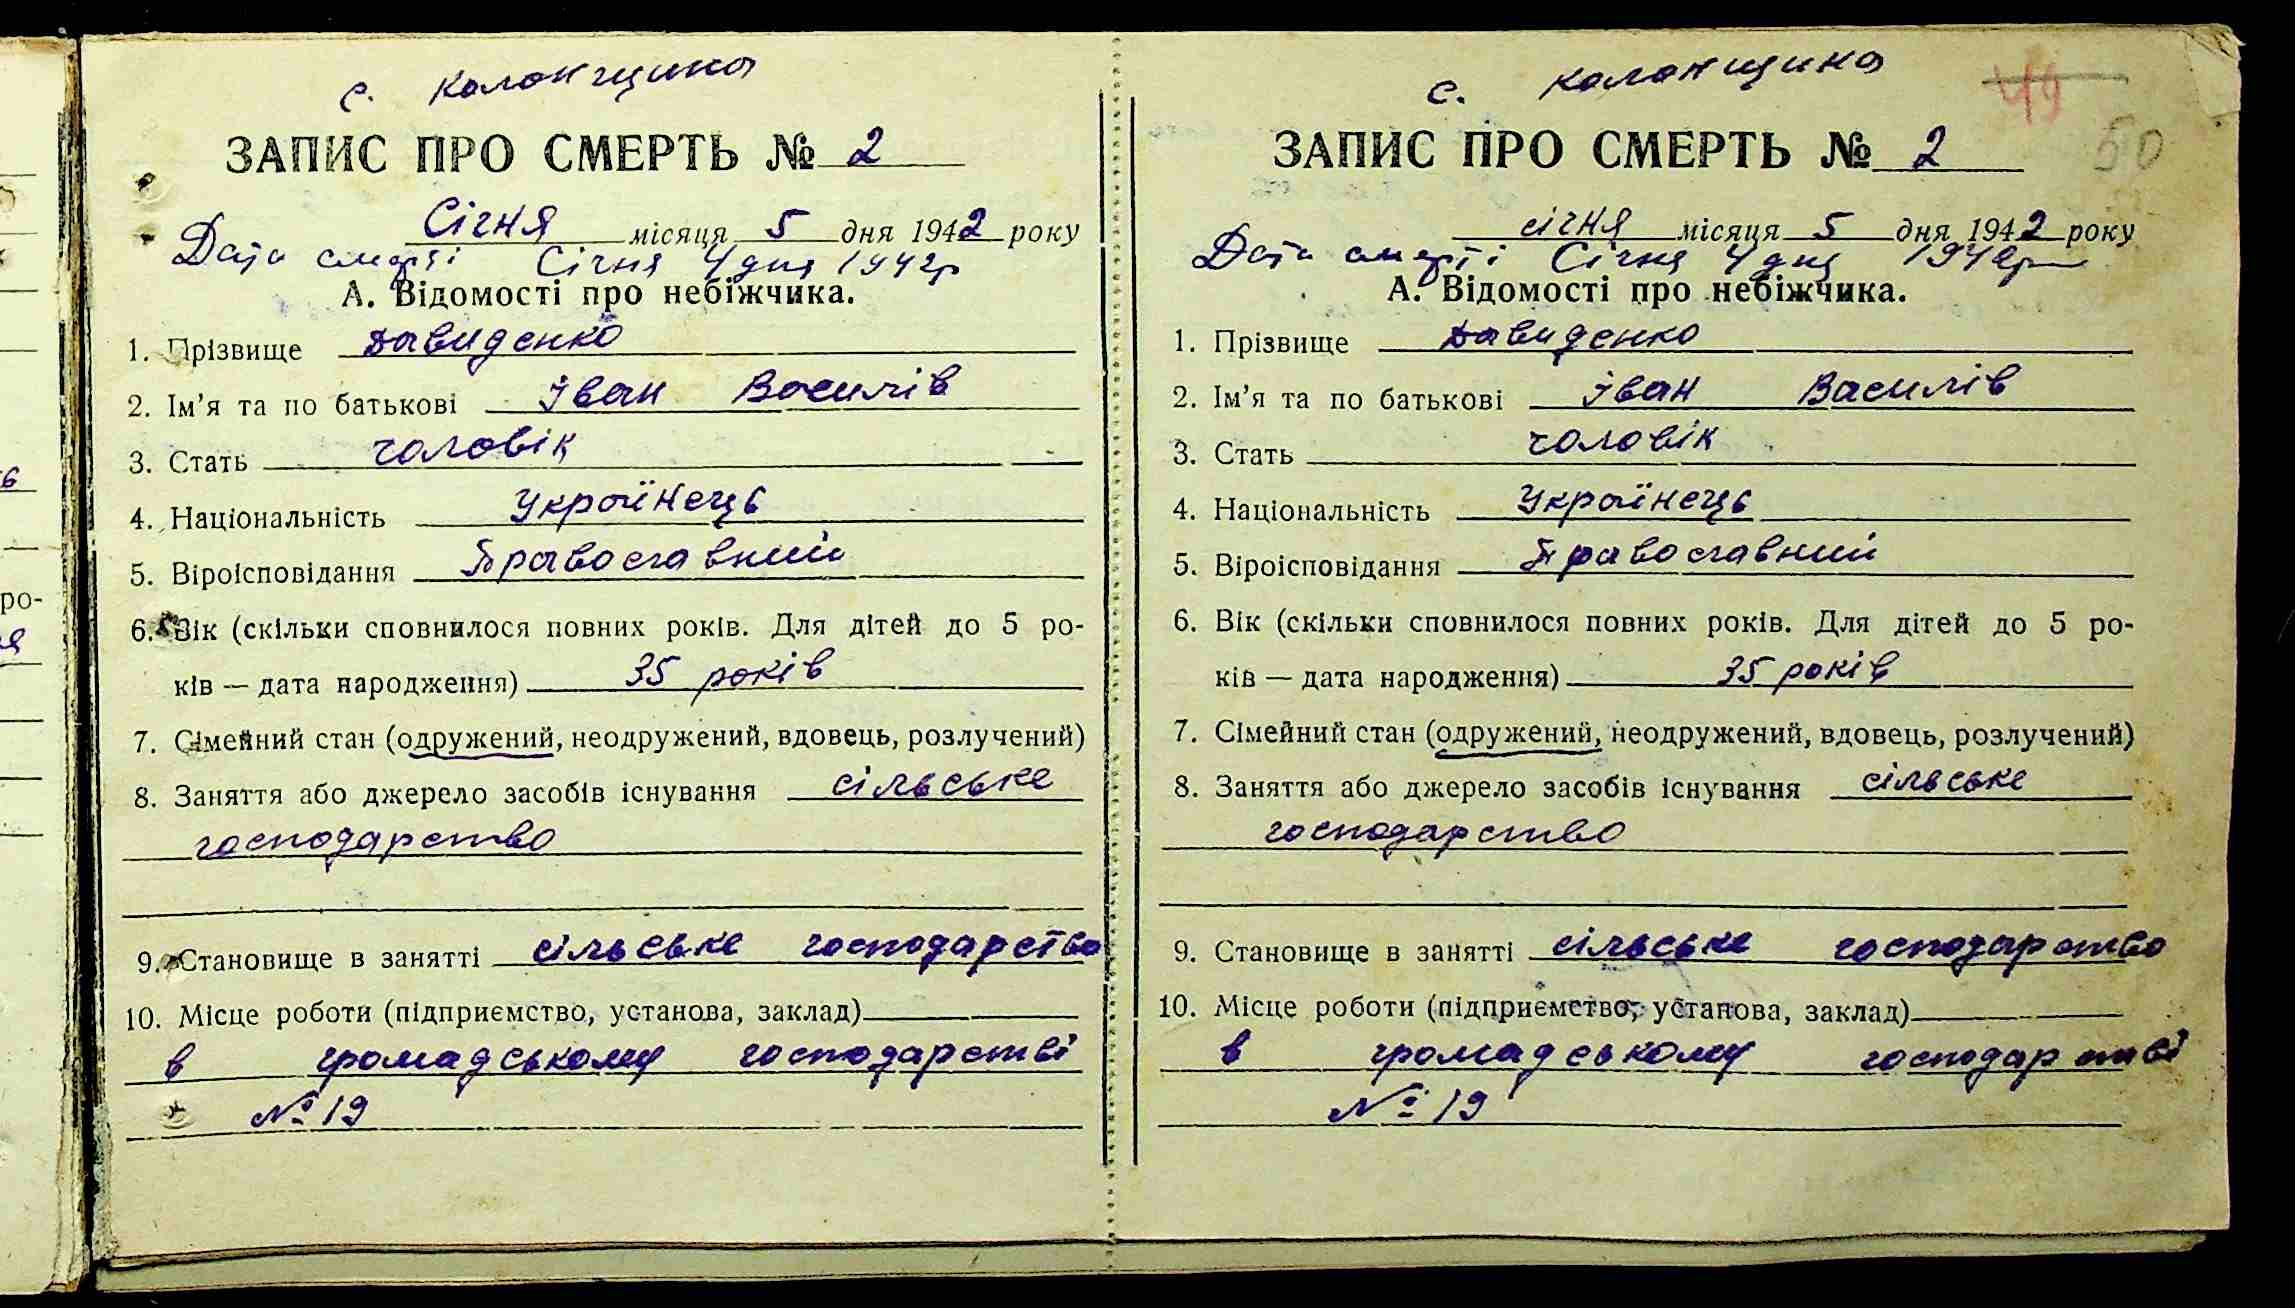 с. Колонщина
ЗАПИС ПРО СМЕРТЬ № 2
Січня місяця 5 дня 1942 року
Дата смерті Січня 4 дня 1942р
А. Відомості про небіжчика.
1. Прізвище Давиденко
2. Ім’я та по батькові Іван Василів
3. Стать чоловік
4. Національність Українець
5. Віроісповідання Православний
6. Вік (скільки сповнилося повних років. Для дітей до 5 ро-
ків — дата народження) 35 років
7. Сімейний стан (одружений, неодружений, вдовець, розлучений)
8. Заняття або джерело засобів існування сільське
господарство
9. Становище в занятті сільське господарство
10. Місце роботи (підприємство, установа, заклад)
в громадському господарстві
№ 19
с. Колонщина
49
50
ЗАПИС ПРО СМЕРТЬ № 2
січня місяця 5 дня 1942 року
Дата смерті Січня 4 дня 1942р
А. Відомості про небіжчика.
1. Прізвище Давиденко
2. Ім’я та по батькові Іван Василів
3. Стать чоловік
4. Національність Українець
5. Віроісповідання Православний
6. Вік (скільки сповнилося повних років. Для дітей до 5 ро-
ків — дата народження) 35 років
7. Сімейний стан (одружений, неодружений, вдовець, розлучений)
8. Заняття або джерело засобів існування сільське
господарство
9. Становище в занятті сільське господарство
10. Місце роботи (підприємство, установа, заклад)
в громадському господарстві
№ 19